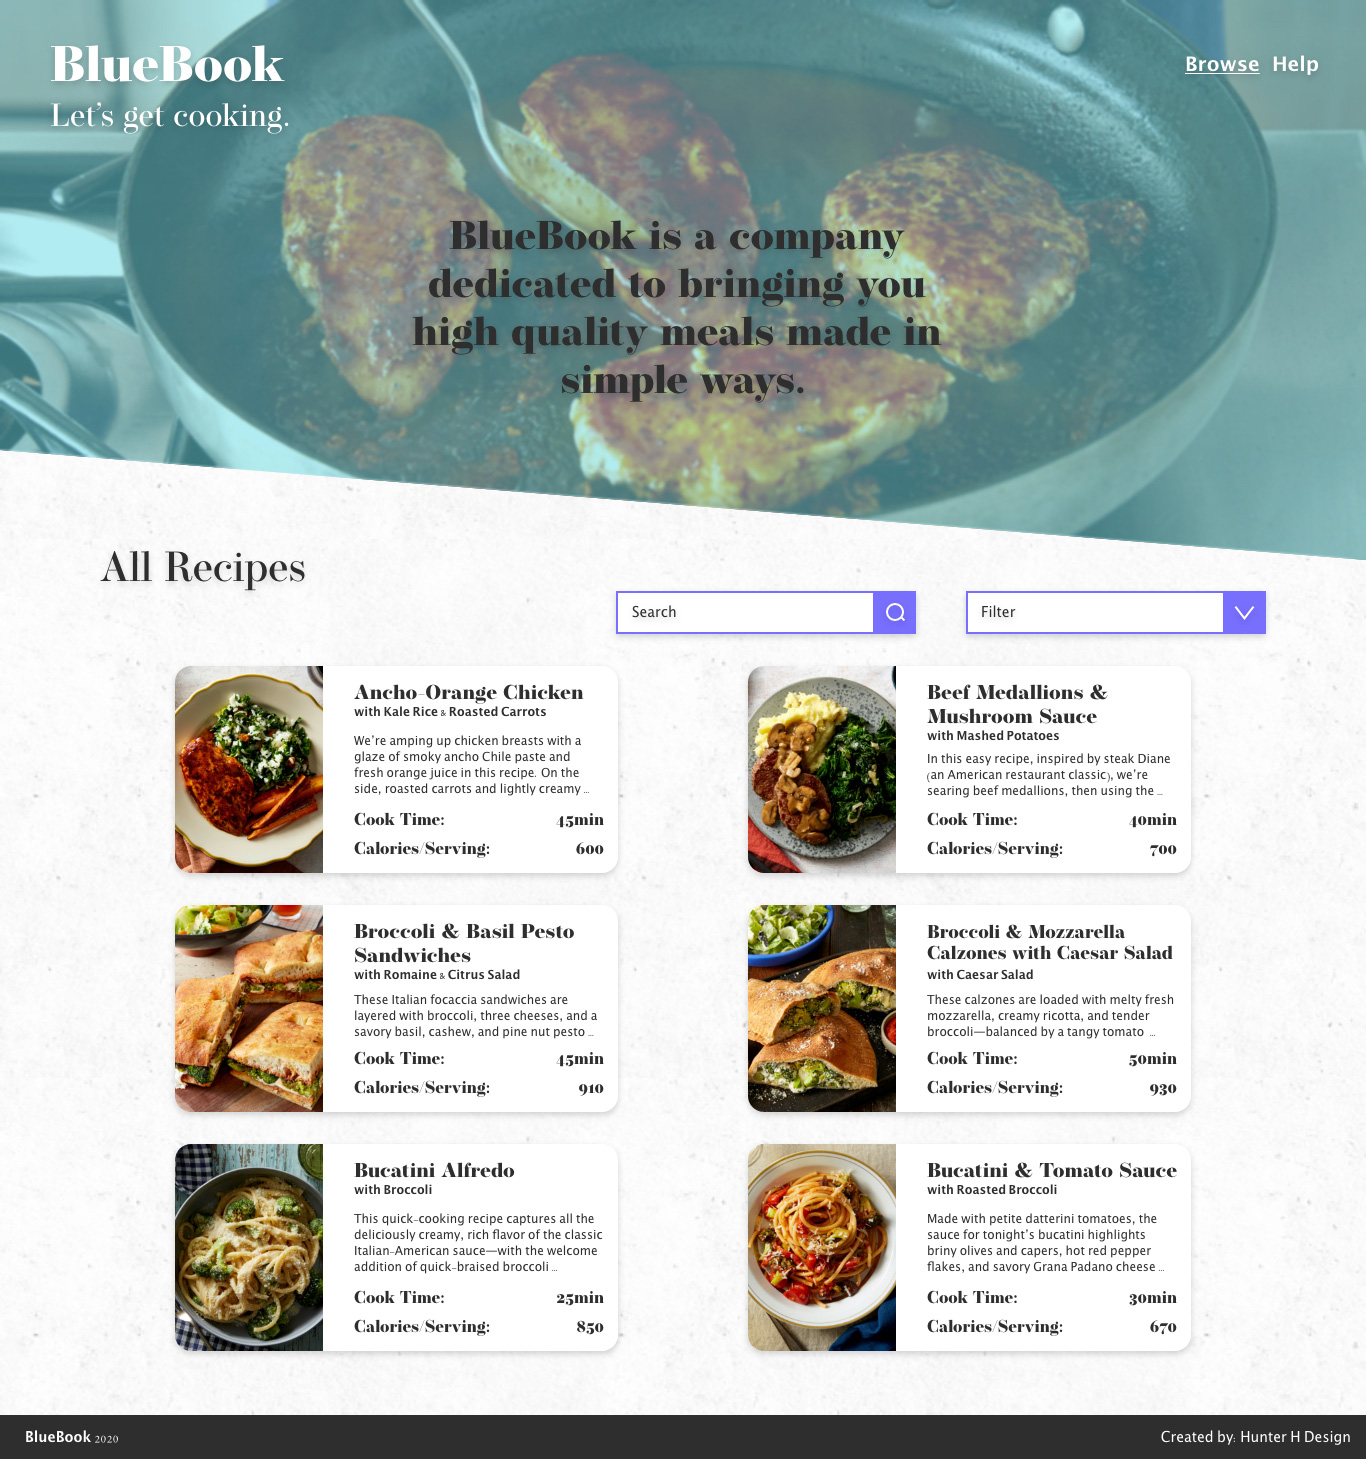 BlueBook
Let's get cooking.
Browse Help
BlueBook is a company
dedicated to bringing you
high quality meals made in
simple ways.
All Recipes
Search
Filter
Ancho-Orange Chicken
with Kale Rice & Roasted Carrots
We're amping up chicken breasts with a
glaze of smoky ancho Chile paste and
fresh orange juice in this recipe. On the
side, roasted carrots and lightly creamy ...
Cook Time: 45min
Calories/Serving: 600
Beef Medallions &
Mushroom Sauce
with Mashed Potatoes
In this easy recipe, inspired by steak Diane
(an American restaurant classic), we're
searing beef medallions, then using the ...
Cook Time: 40min
Calories/Serving: 700
Broccoli & Basil Pesto
Sandwiches
with Romaine & Citrus Salad
These Italian focaccia sandwiches are
layered with broccoli, three cheeses, and a
savory basil, cashew, and pine nut pesto ...
Cook Time: 45min
Calories/Serving: 910
Broccoli & Mozzarella
Calzones with Caesar Salad
with Caesar Salad
These calzones are loaded with melty fresh
mozzarella, creamy ricotta, and tender
broccoli—balanced by a tangy tomato ...
Cook Time: 50min
Calories/Serving: 930
Bucatini Alfredo
with Broccoli
This quick-cooking recipe captures all the
deliciously creamy, rich flavor of the classic
Italian-American sauce—with the welcome
addition of quick-braised broccoli ...
Cook Time: 25min
Calories/Serving: 850
Bucatini & Tomato Sauce
with Roasted Broccoli
Made with petite datterini tomatoes, the
sauce for tonight's bucatini highlights
briny olives and capers, hot red pepper
flakes, and savory Grana Padano cheese ...
Cook Time: 30min
Calories/Serving: 670
BlueBook 2020
Created by: Hunter H Design